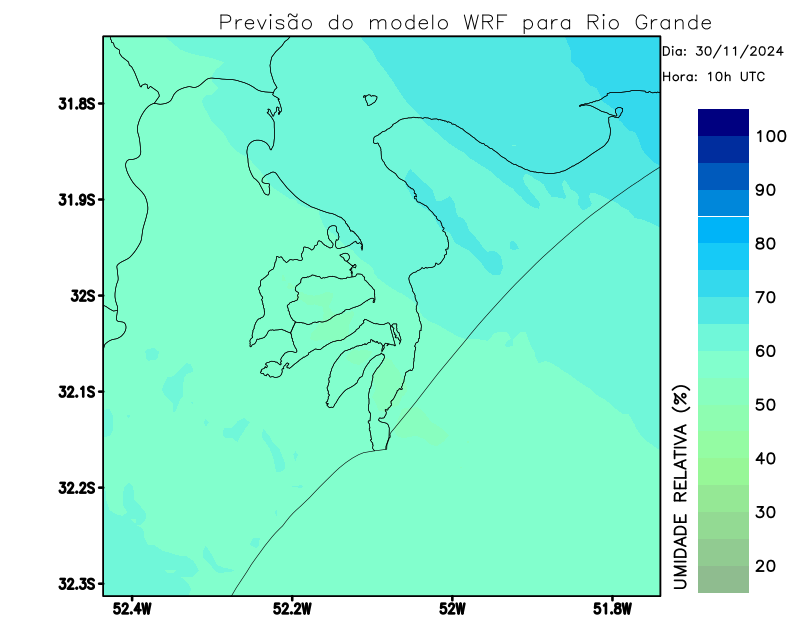 Previsão do modelo WRF para Rio Grande
Dia: 30/11/2024
Hora: 10h UTC
31.8S
31.9S
32S
32.1S
32.2S
32.3S
52.4W 52.2W 52W 51.8W
100
90
80
70
60
50
40
30
20
UMIDADE RELATIVA (%)